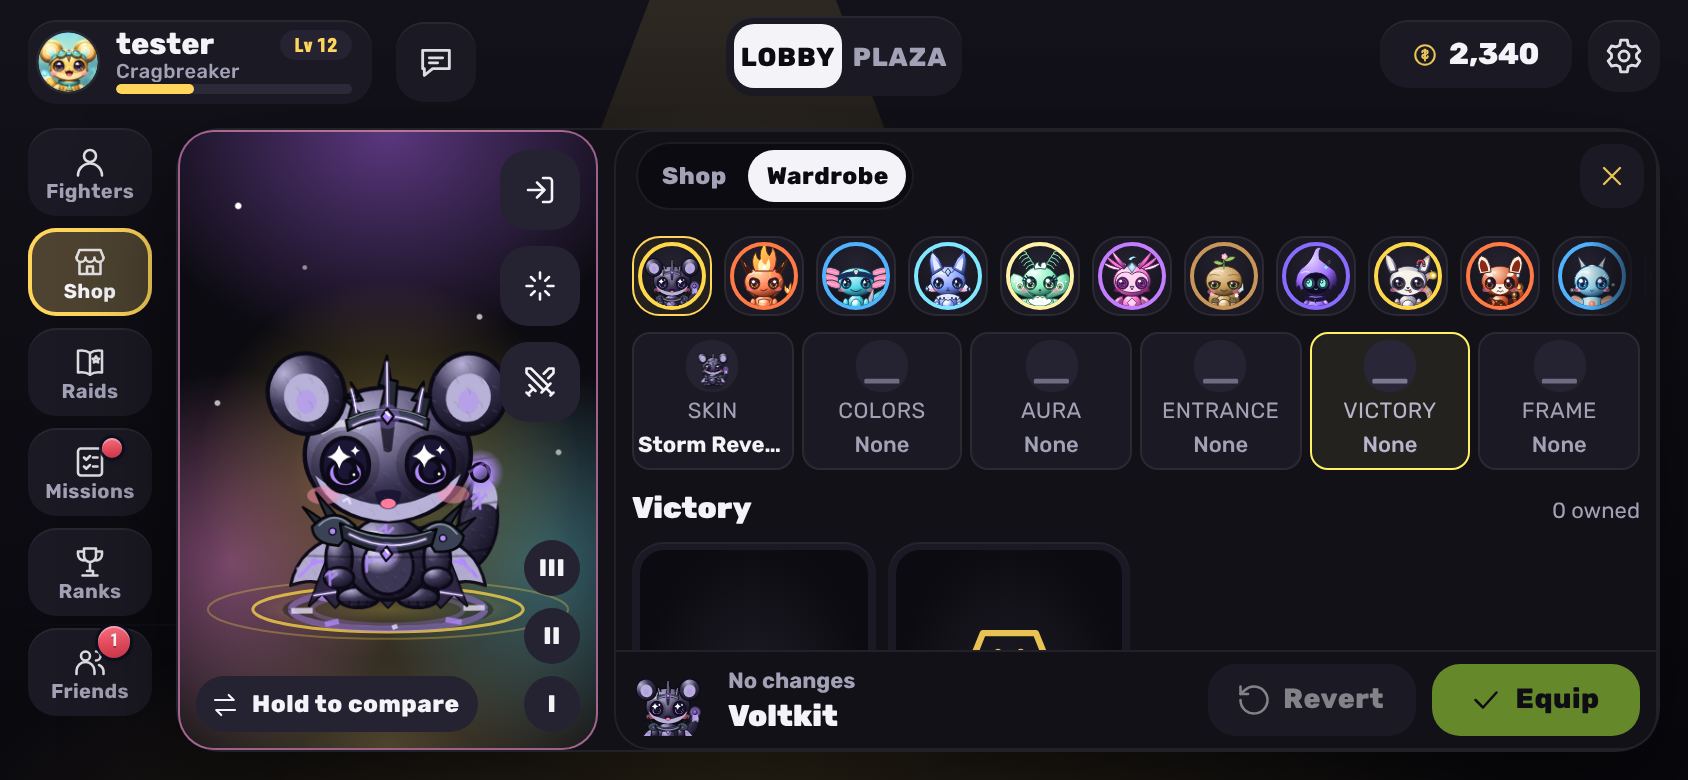 tester
Lv 12
Cragbreaker
LOBBY
PLAZA
2,340
Fighters
Shop
Raids
Missions
Ranks
1
Friends
III
II
I
Hold to compare
Shop
Wardrobe
SKIN
Storm Reve...
COLORS
None
AURA
None
ENTRANCE
None
VICTORY
None
FRAME
None
Victory
0 owned
No changes
Voltkit
Revert
Equip